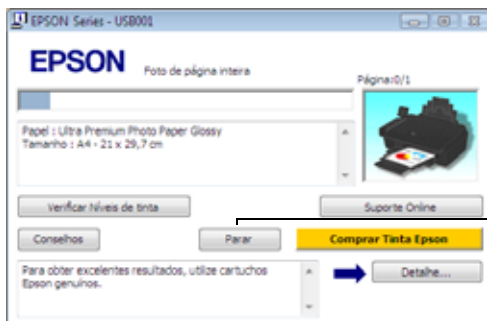 EPSON Series - USB001
EPSON
Foto de página inteira
Página:0/1
Papel : Ultra Premium Photo Paper Glossy
Tamanho : A4 - 21 x 29,7 cm
Verificar Níveis de tinta
Suporte Online
Conselhos
Parar
Comprar Tinta Epson
Para obter excelentes resultados, utilize cartuchos
Epson genuínos.
Detalhe...